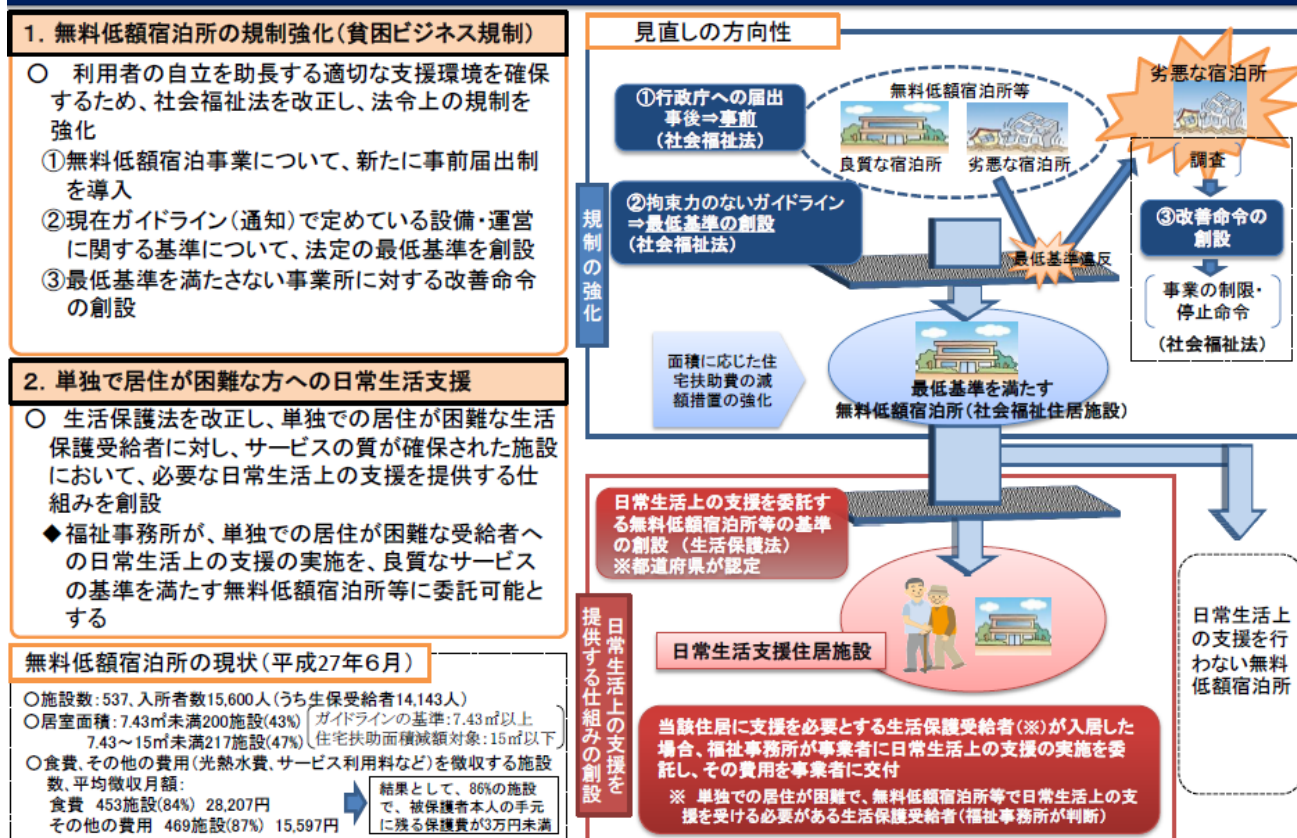 1. 無料低額宿泊所の規制強化(貧困ビジネス規制)
○ 利用者の自立を助長する適切な支援環境を確保
するため、社会福祉法を改正し、法令上の規制を
強化
①無料低額宿泊事業について、新たに事前届出制
を導入
②現在ガイドライン(通知)で定めている設備・運営
に関する基準について、法定の最低基準を創設
③最低基準を満たさない事業所に対する改善命令
の創設
2. 単独で居住が困難な方への日常生活支援
○ 生活保護法を改正し、単独での居住が困難な生活
保護受給者に対し、サービスの質が確保された施設
において、必要な日常生活上の支援を提供する仕
組みを創設
◆福祉事務所が、単独での居住が困難な受給者へ
の日常生活上の支援の実施を、良質なサービス
の基準を満たす無料低額宿泊所等に委託可能と
する
無料低額宿泊所の現状(平成27年6月)
○施設数:537、入所者数15,600人(うち生保受給者14,143人)
○居室面積:7.43㎡未満200施設(43%)
7.43~15㎡未満217施設(47%)
ガイドラインの基準:7.43㎡以上
住宅扶助面積減額対象:15㎡以下
○食費、その他の費用(光熱水費、サービス利用料など)を徴収する施設
数、平均徴収月額:
食費 453施設(84%) 28,207円
その他の費用 469施設(87%) 15,597円
結果として、86%の施設
で、被保護者本人の手元
に残る保護費が3万円未満
見直しの方向性
規制の強化
①行政庁への届出
事後⇒事前
(社会福祉法)
無料低額宿泊所等
良質な宿泊所
劣悪な宿泊所
劣悪な宿泊所
調査
③改善命令の
創設
事業の制限・
停止命令
(社会福祉法)
②拘束力のないガイドライン
⇒最低基準の創設
(社会福祉法)
最低基準違反
面積に応じた住
宅扶助費の減
額措置の強化
最低基準を満たす
無料低額宿泊所(社会福祉住居施設)
日常生活上の支援を
提供する仕組みの創設
日常生活上の支援を委託す
る無料低額宿泊所等の基準
の創設 (生活保護法)
※都道府県が認定
日常生活支援住居施設
日常生活上
の支援を行
わない無料
低額宿泊所
当該住居に支援を必要とする生活保護受給者(※)が入居した
場合、福祉事務所が事業者に日常生活上の支援の実施を委
託し、その費用を事業者に交付
※ 単独での居住が困難で、無料低額宿泊所等で日常生活上の支
援を受ける必要がある生活保護受給者(福祉事務所が判断)